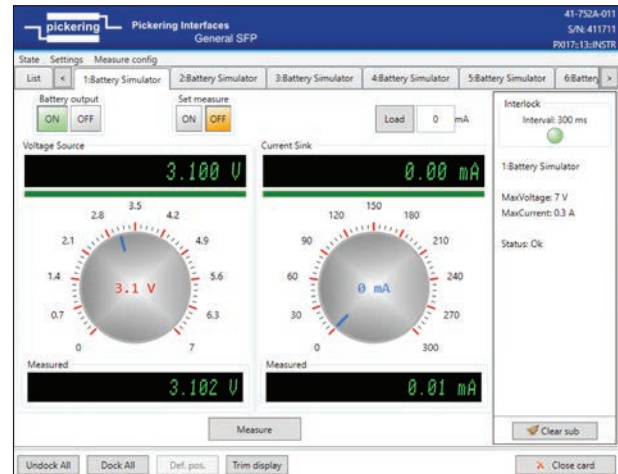 pickering
Pickering Interfaces
General SFP
41-752A-011
S/N: 411711
PXI17::13::INSTR
State Settings Measure config
List < 1:Battery Simulator 2:Battery Simulator 3:Battery Simulator 4:Battery Simulator 5:Battery Simulator 6:Battery >
Battery output
ON OFF
Set measure
ON OFF
Load 0 mA
Interlock
Interval: 300 ms
Voltage Source
3.100 V
0 0.7 1.4 2.1 2.8 3.5 4.2 4.9 5.6 6.3 7
3.1 V
Measured
3.102 V
Current Sink
0.00 mA
0 30 60 90 120 150 180 210 240 270 300
0 mA
Measured
0.01 mA
Measure
1:Battery Simulator
MaxVoltage: 7 V
MaxCurrent: 0.3 A
Status: Ok
Clear sub
Undock All Dock All Def. pos. Trim display Close card